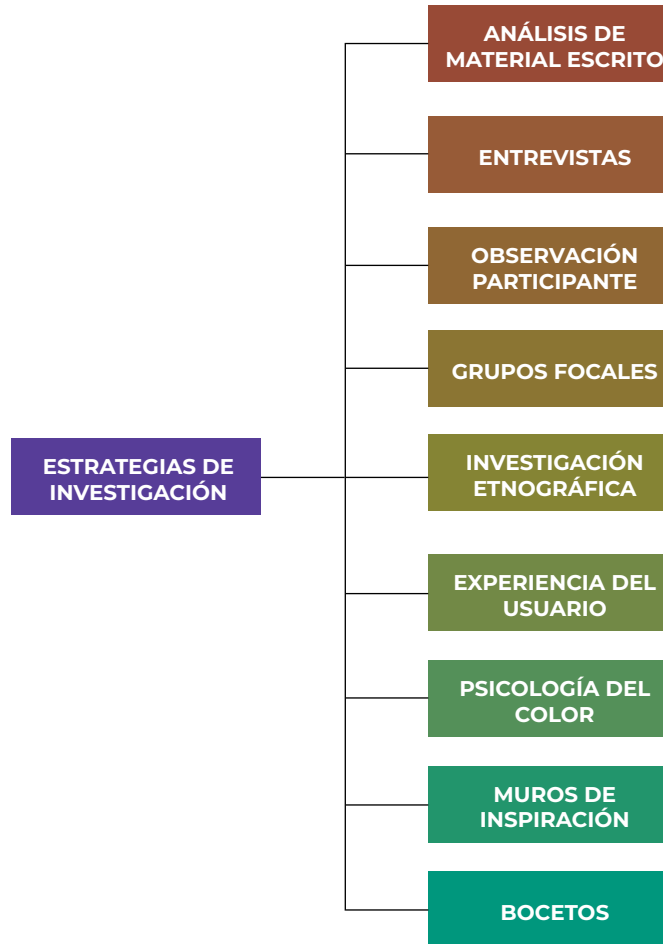 ANÁLISIS DE
MATERIAL ESCRITO
ENTREVISTAS
OBSERVACIÓN
PARTICIPANTE
GRUPOS FOCALES
ESTRATEGIAS DE
INVESTIGACIÓN
INVESTIGACIÓN
ETNOGRÁFICA
EXPERIENCIA DEL
USUARIO
PSICOLOGÍA DEL
COLOR
MUROS DE
INSPIRACIÓN
BOCETOS